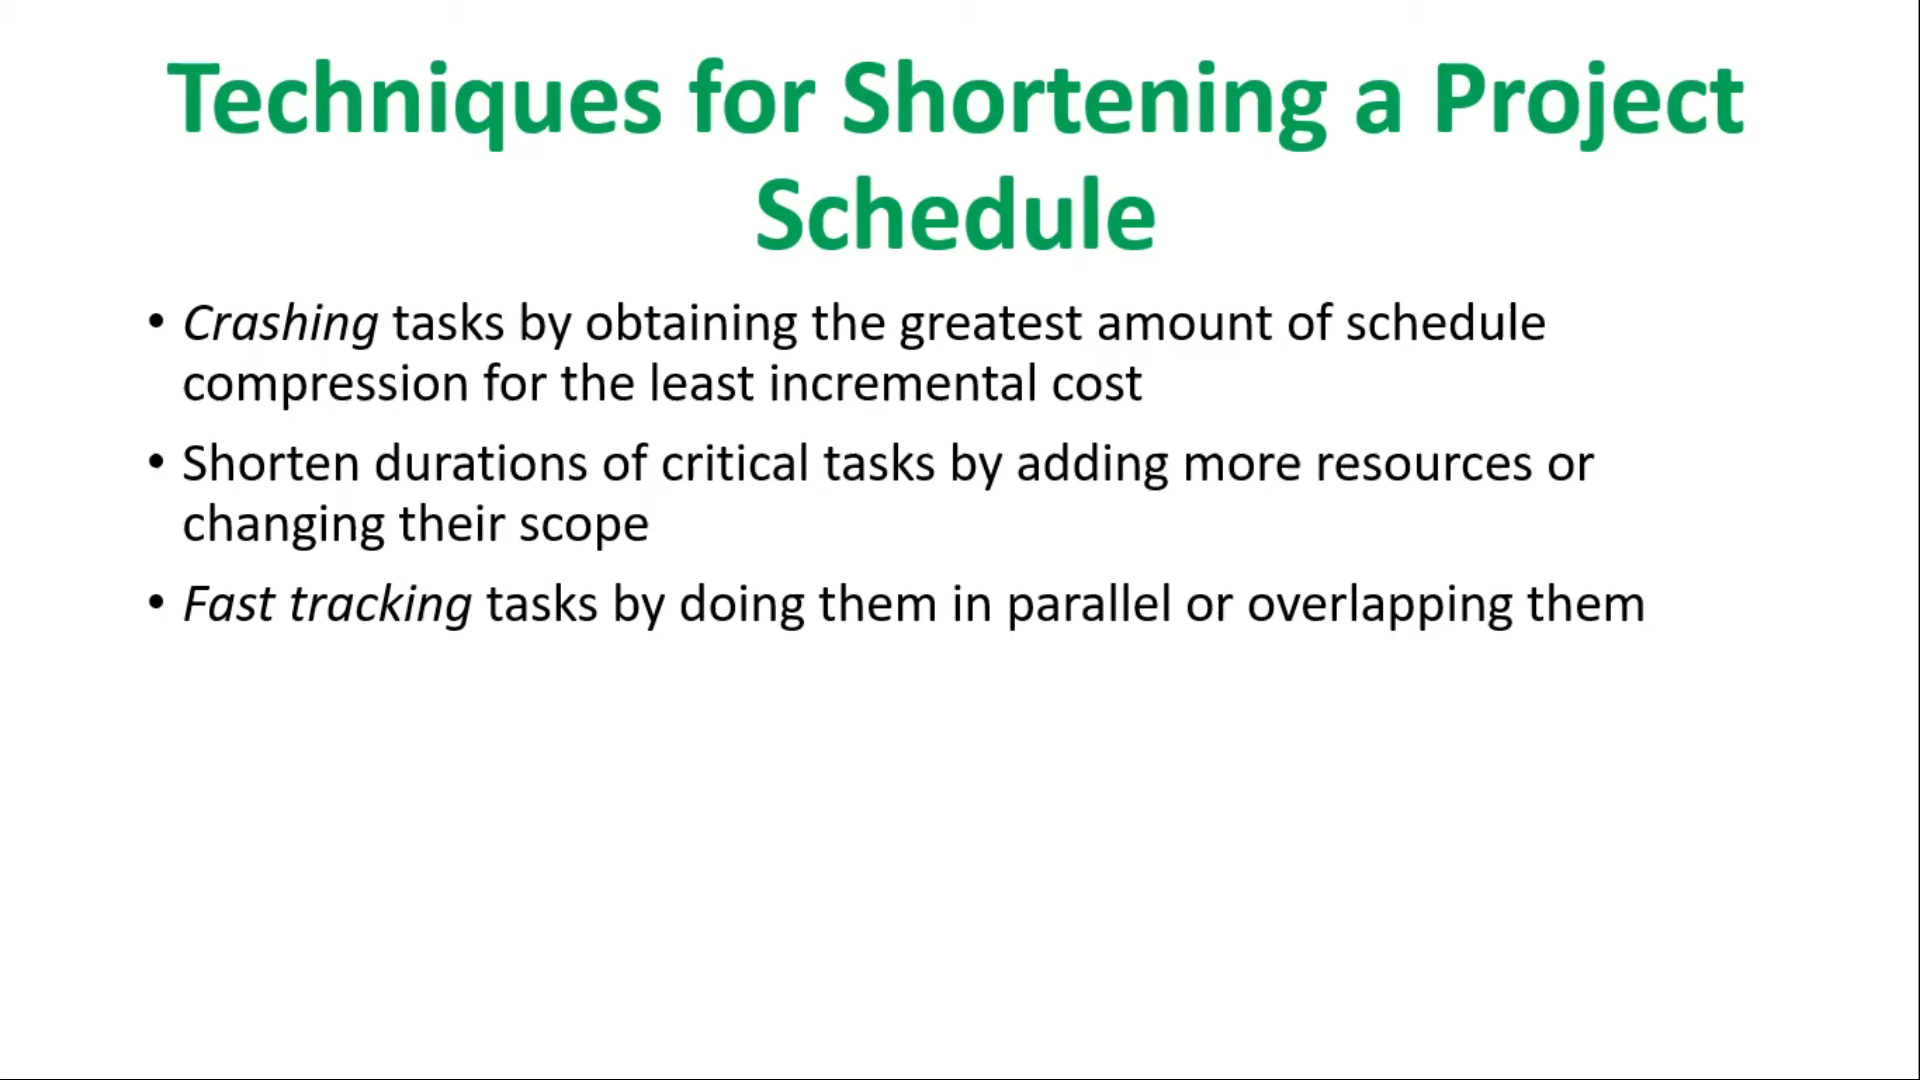 Techniques for Shortening a Project
Schedule
• Crashing tasks by obtaining the greatest amount of schedule
compression for the least incremental cost
• Shorten durations of critical tasks by adding more resources or
changing their scope
• Fast tracking tasks by doing them in parallel or overlapping them